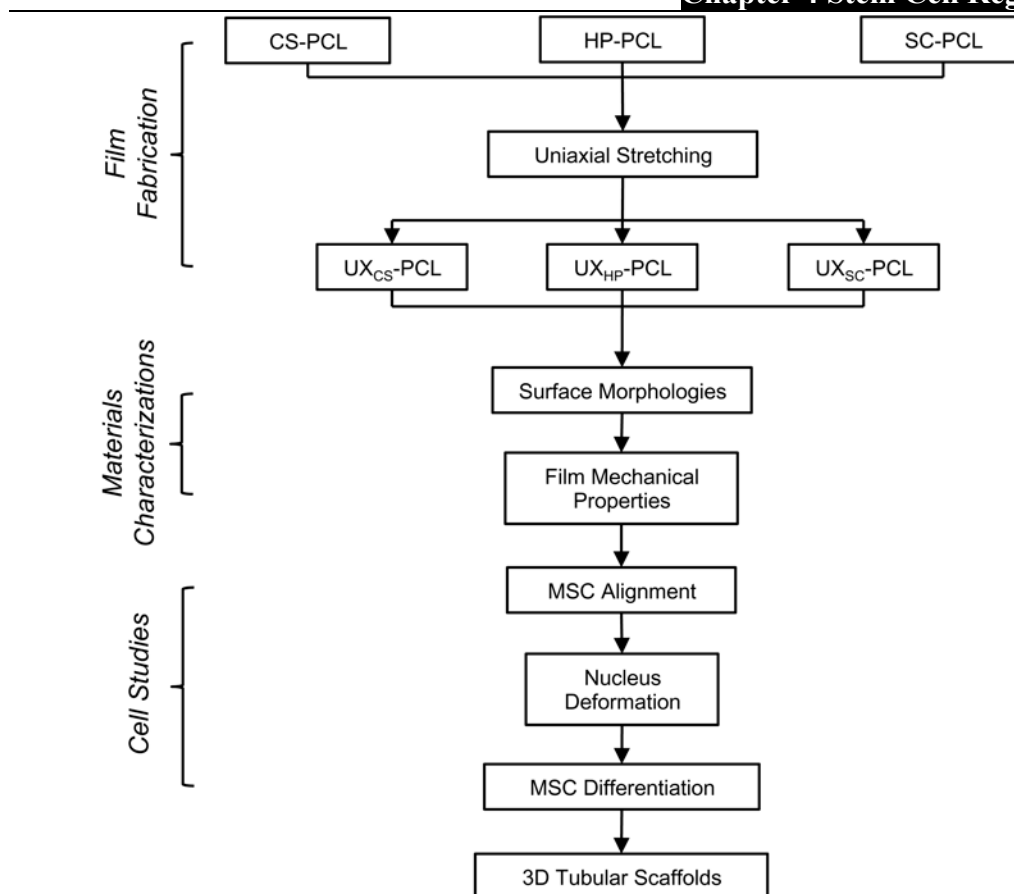 CS-PCL HP-PCL SC-PCL
Film
Fabrication
Uniaxial Stretching
UXCS-PCL UXHP-PCL UXSC-PCL
Materials
Characterizations
Surface Morphologies
Film Mechanical
Properties
Cell Studies
MSC Alignment
Nucleus
Deformation
MSC Differentiation
3D Tubular Scaffolds